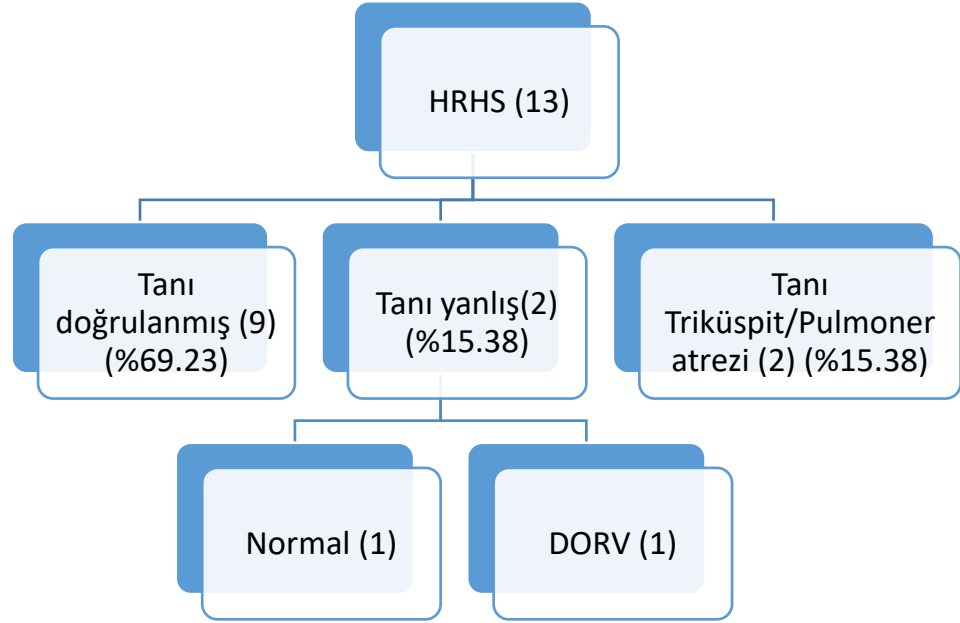 HRHS (13)
Tanı
doğrulanmış (9)
(%69.23)
Tanı yanlış(2)
(%15.38)
Tanı
Triküspit/Pulmoner
atrezi (2) (%15.38)
Normal (1)
DORV (1)